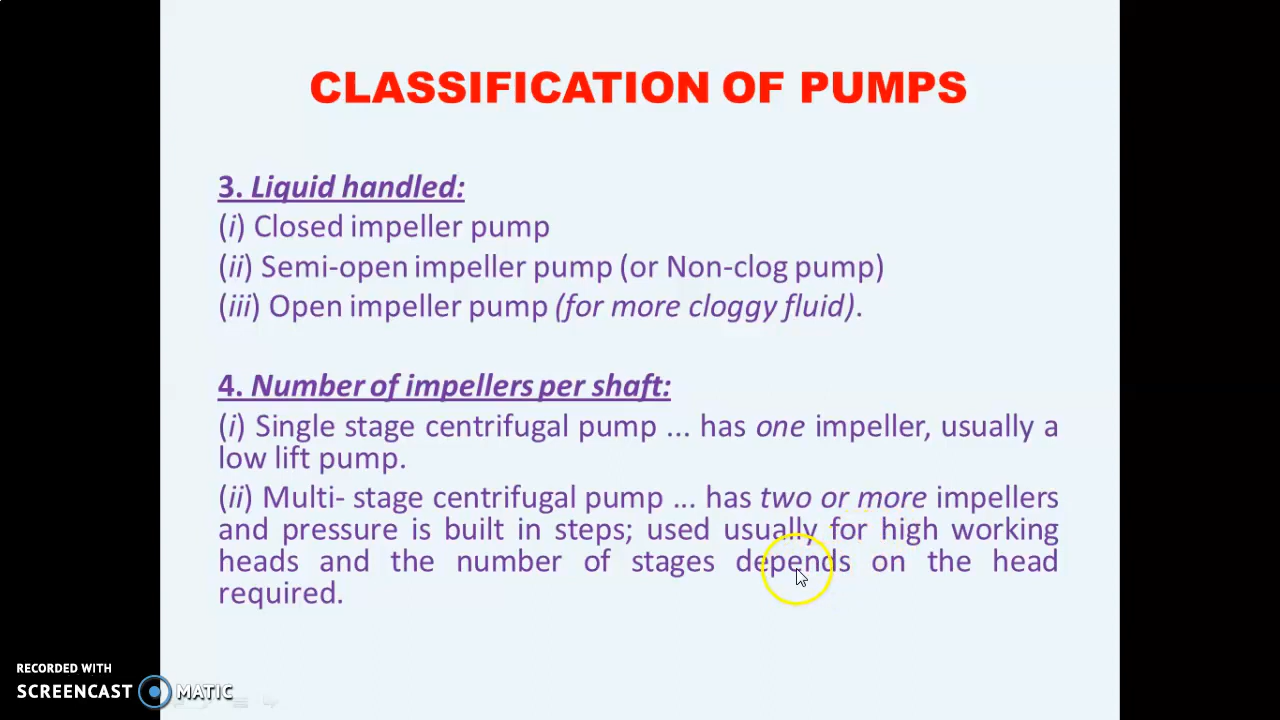 CLASSIFICATION OF PUMPS
3. Liquid handled:
(i) Closed impeller pump
(ii) Semi-open impeller pump (or Non-clog pump)
(iii) Open impeller pump (for more cloggy fluid).
4. Number of impellers per shaft:
(i) Single stage centrifugal pump ... has one impeller, usually a
low lift pump.
(ii) Multi- stage centrifugal pump ... has two or more impellers
and pressure is built in steps; used usually for high working
heads and the number of stages depends on the head
required.
RECORDED WITH
SCREENCAST MATIC